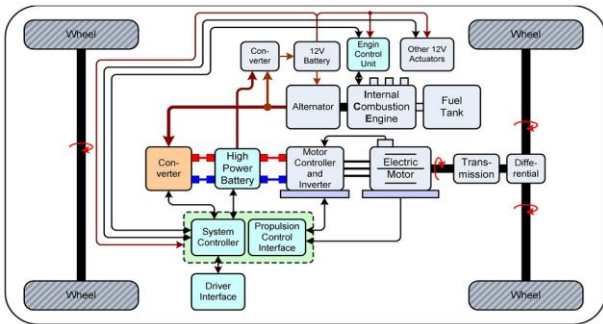 Wheel
Wheel
Con-
verter
12V
Battery
Engin
Control
Unit
Other 12V
Actuators
Alternator
Internal
Combustion
Engine
Fuel
Tank
Con-
verter
High
Power
Battery
Motor
Controller
and
Inverter
Electric
Motor
Trans-
mission
Diffe-
rential
System
Controller
Propulsion
Control
Interface
Driver
Interface
Wheel
Wheel